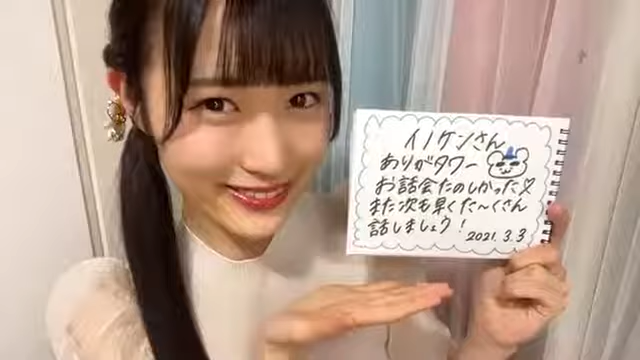 イノケンさん
ありがタワー
お話会たのしかった♡
また次も早くた〜くさん
話しましょう!
2021.3.3